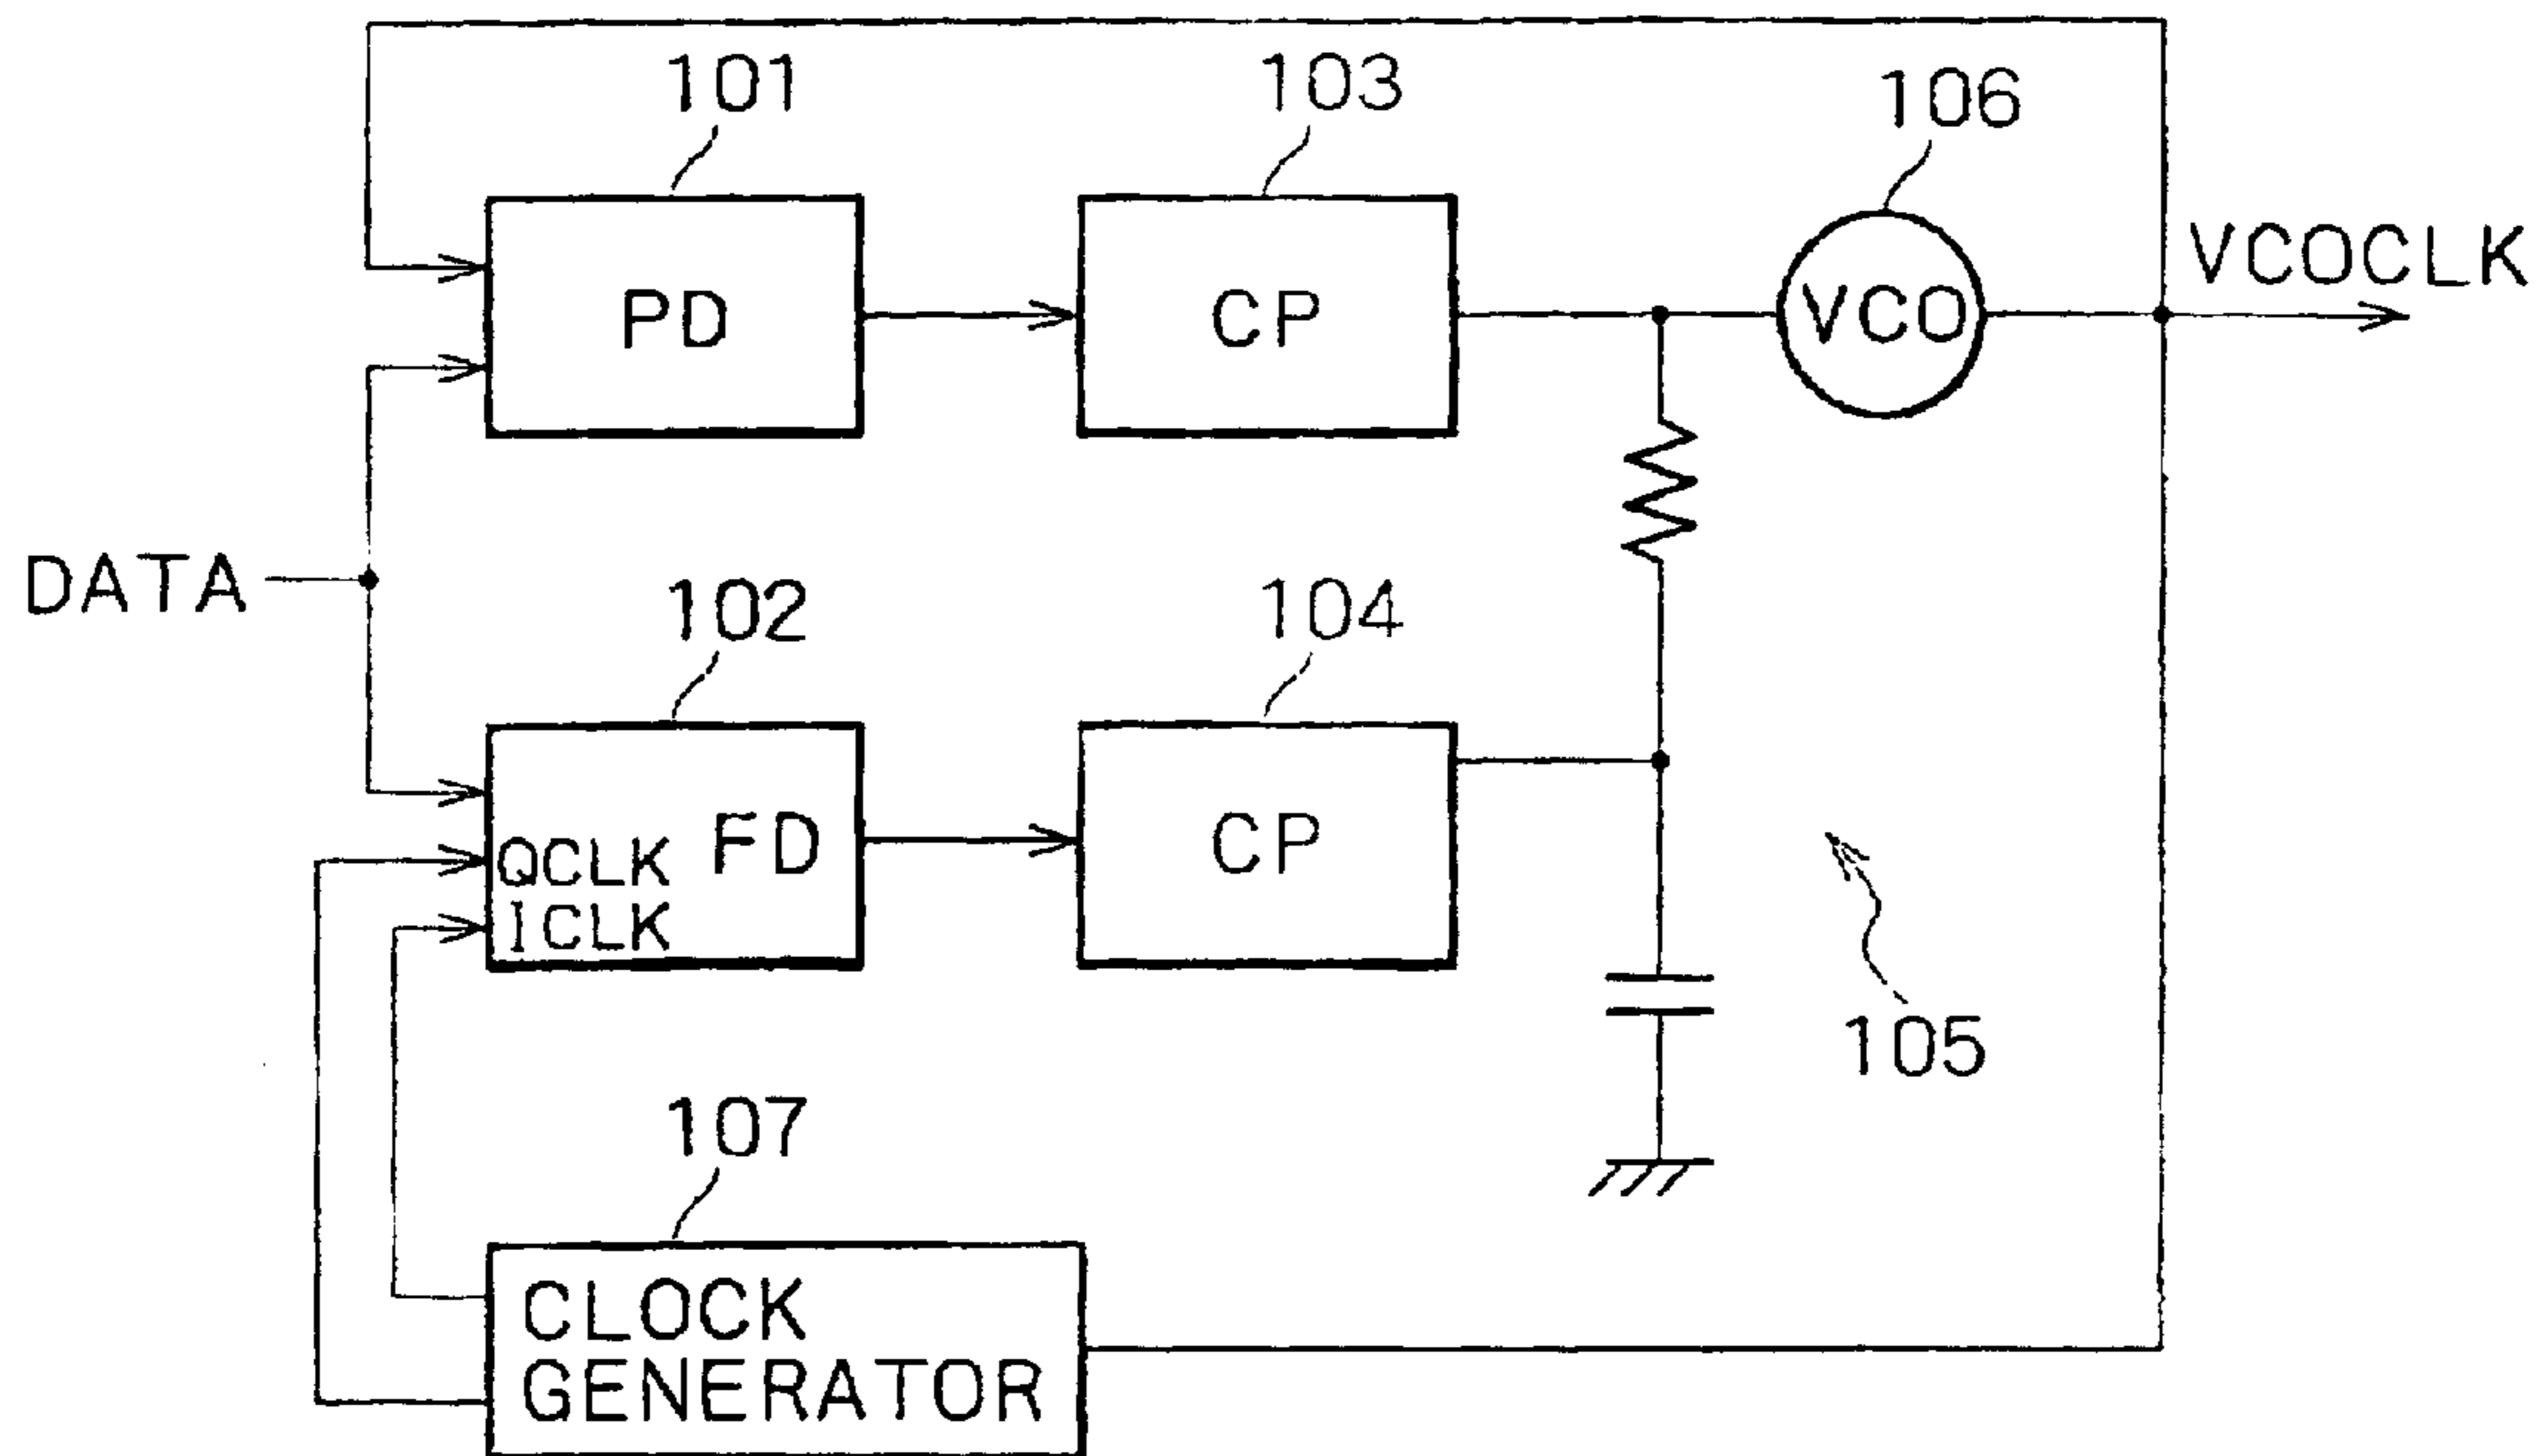 101
103
106
VCOCLK
PD
CP
VCO
DATA
102
104
QCLK
FD
ICLK
CP
105
107
CLOCK
GENERATOR